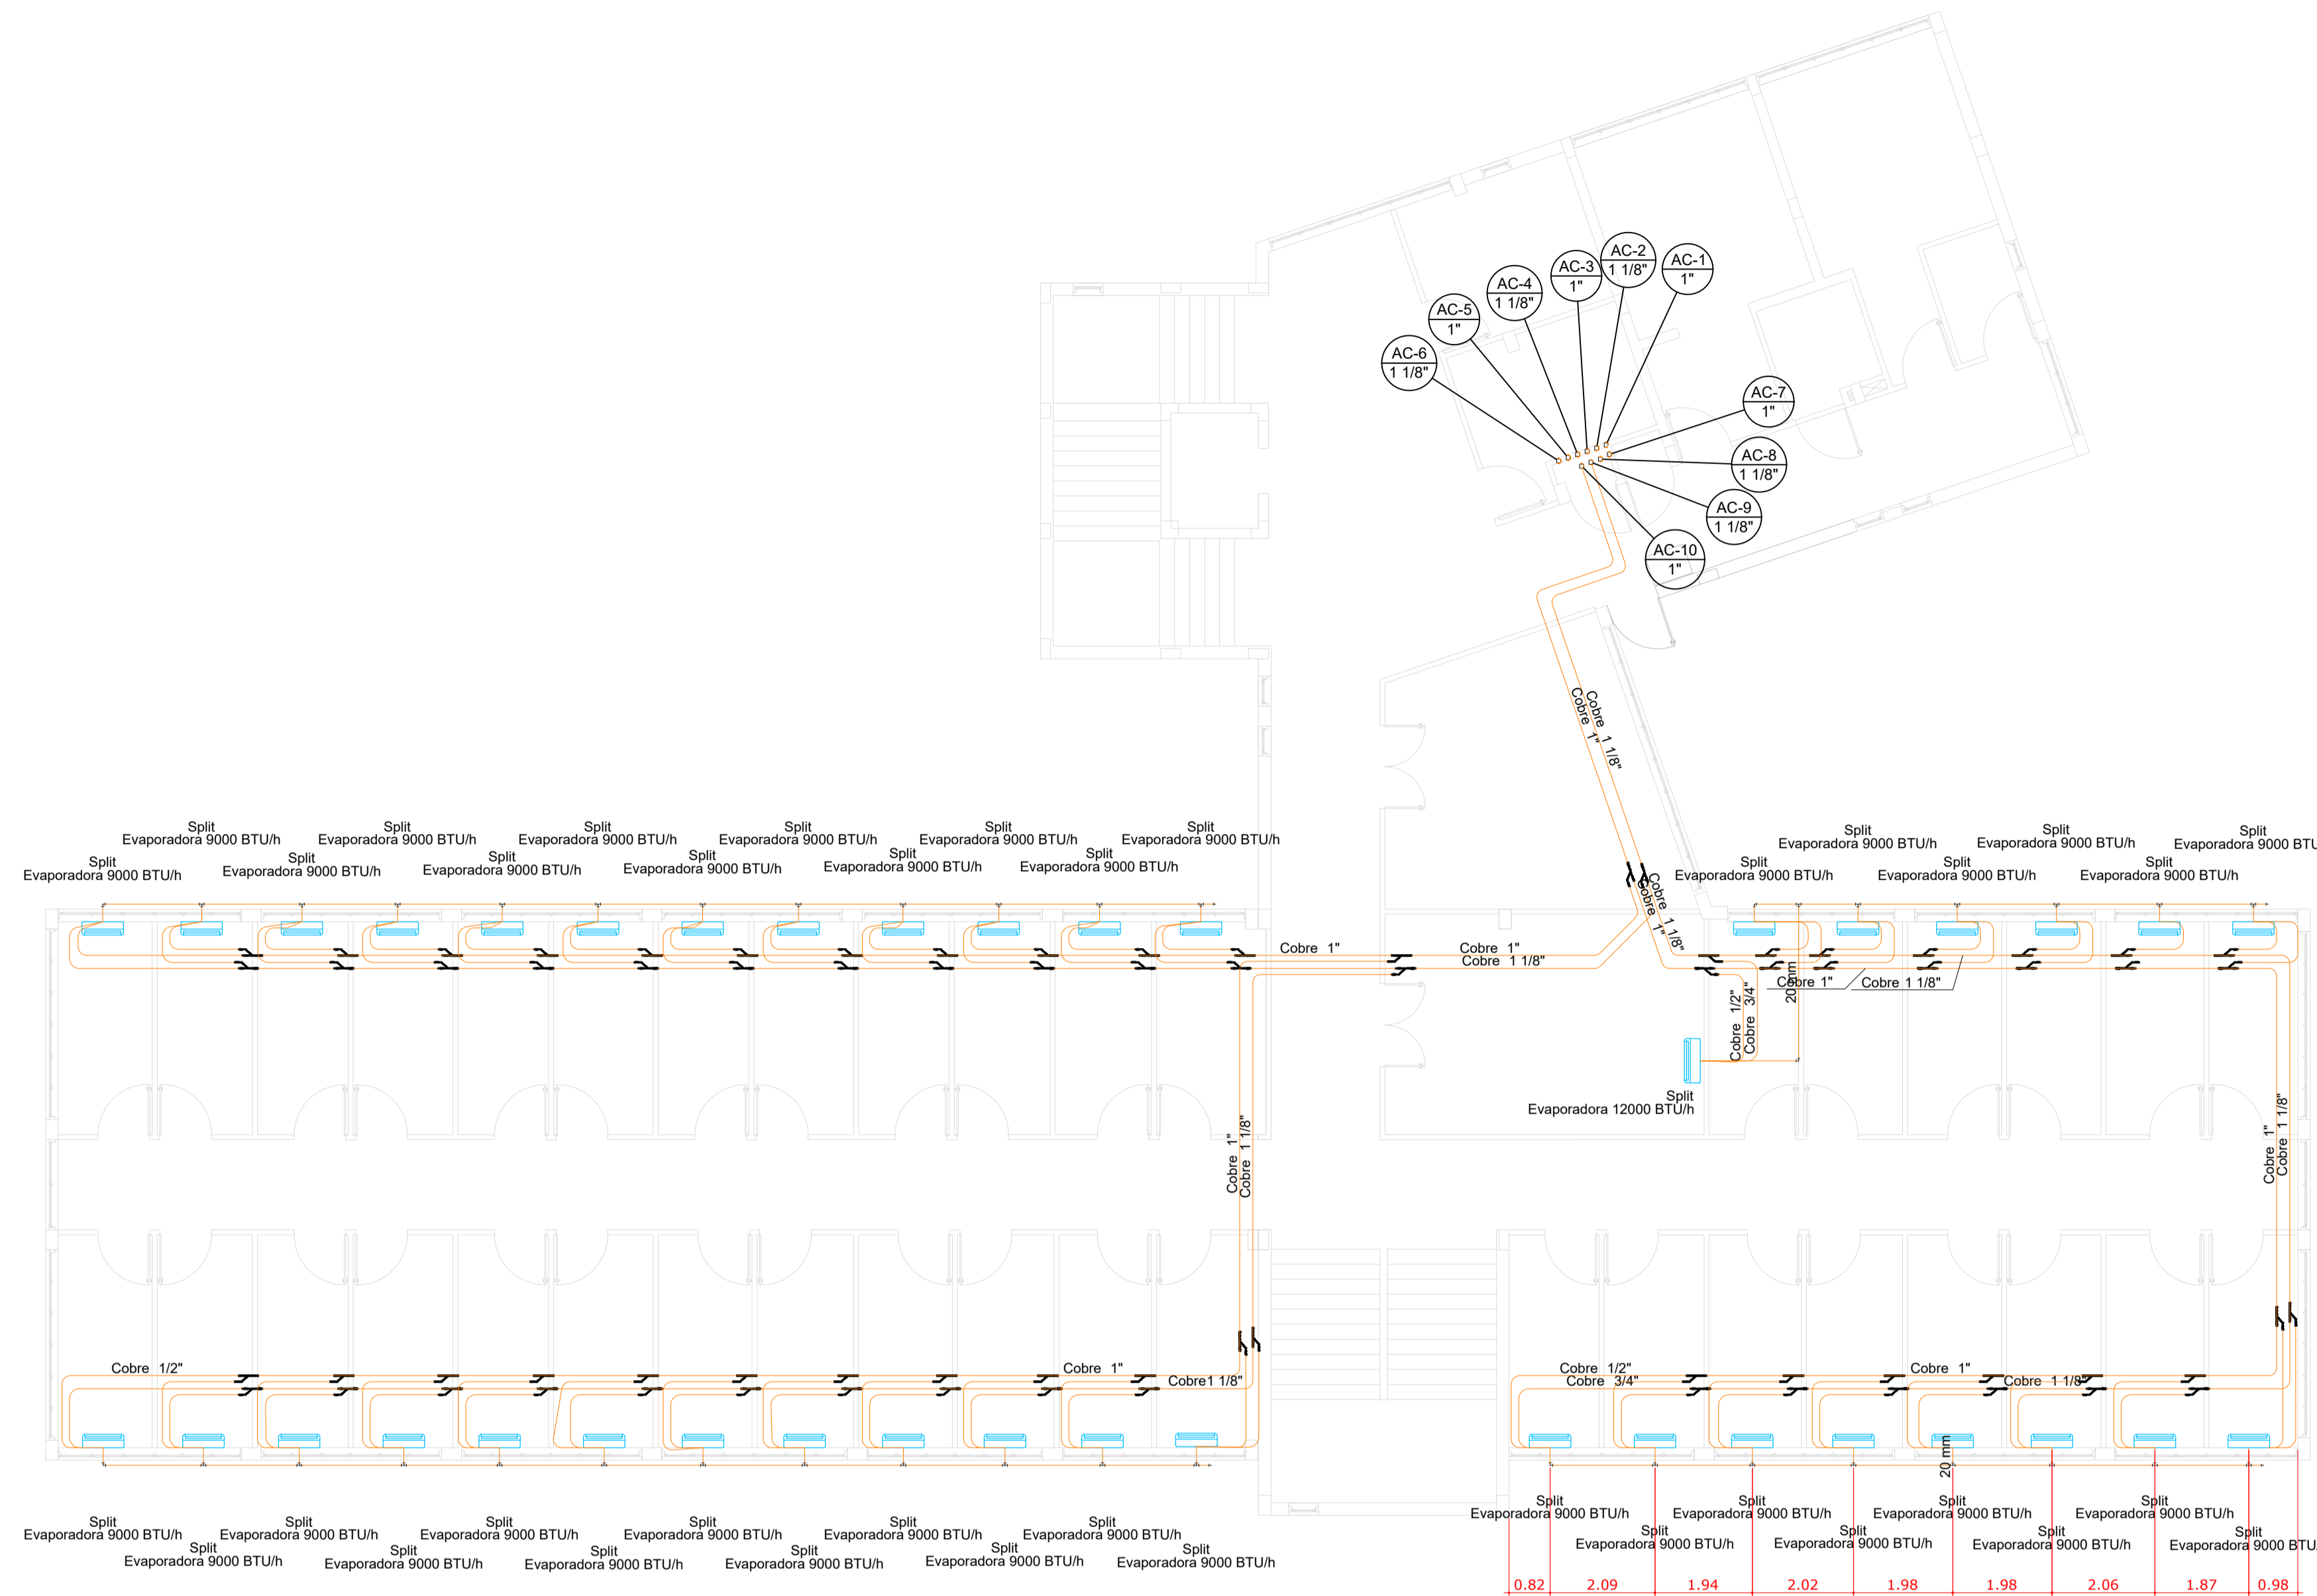 AC-1
1"
AC-2
1 1/8"
AC-3
1"
AC-4
1 1/8"
AC-5
1"
AC-6
1 1/8"
AC-7
1"
AC-8
1 1/8"
AC-9
1 1/8"
AC-10
1"
Cobre 1"
Cobre 1 1/8"
Split
Evaporadora 9000 BTU/h
Split
Evaporadora 9000 BTU/h
Split
Evaporadora 9000 BTU/h
Split
Evaporadora 9000 BTU/h
Split
Evaporadora 9000 BTU/h
Split
Evaporadora 9000 BTU/h
Split
Evaporadora 9000 BTU/h
Split
Evaporadora 9000 BTU/h
Split
Evaporadora 9000 BTU/h
Split
Evaporadora 9000 BTU/h
Split
Evaporadora 9000 BTU/h
Split
Evaporadora 9000 BTU/h
Split
Evaporadora 9000 BTU/h
Split
Evaporadora 9000 BTU/h
Split
Evaporadora 9000 BTU
Split
Evaporadora 9000 BTU/h
Split
Evaporadora 9000 BTU/h
Split
Evaporadora 9000 BTU/h
Cobre 1"
Cobre 1 1/8"
Cobre 1"
Cobre 1"
Cobre 1 1/8"
Cobre 1"
Cobre 1 1/8"
20 mm
Cobre 1/2"
Cobre 3/4"
Split
Evaporadora 12000 BTU/h
Cobre 1"
Cobre 1 1/8"
Cobre 1"
Cobre 1 1/8"
Cobre 1/2"
Cobre 1"
Cobre1 1/8"
Cobre 1/2"
Cobre 3/4"
Cobre 1"
Cobre 1 1/8"
20 mm
Split
Evaporadora 9000 BTU/h
Split
Evaporadora 9000 BTU/h
Split
Evaporadora 9000 BTU/h
Split
Evaporadora 9000 BTU/h
Split
Evaporadora 9000 BTU/h
Split
Evaporadora 9000 BTU/h
Split
Evaporadora 9000 BTU/h
Split
Evaporadora 9000 BTU/h
Split
Evaporadora 9000 BTU/h
Split
Evaporadora 9000 BTU/h
Split
Evaporadora 9000 BTU/h
Split
Evaporadora 9000 BTU/h
Split
Evaporadora 9000 BTU/h
Split
Evaporadora 9000 BTU/h
Split
Evaporadora 9000 BTU/h
Split
Evaporadora 9000 BTU/h
Split
Evaporadora 9000 BTU/h
Split
Evaporadora 9000 BTU/h
Split
Evaporadora 9000 BTU/h
Split
Evaporadora 9000 BTU
0.82 2.09 1.94 2.02 1.98 1.98 2.06 1.87 0.98